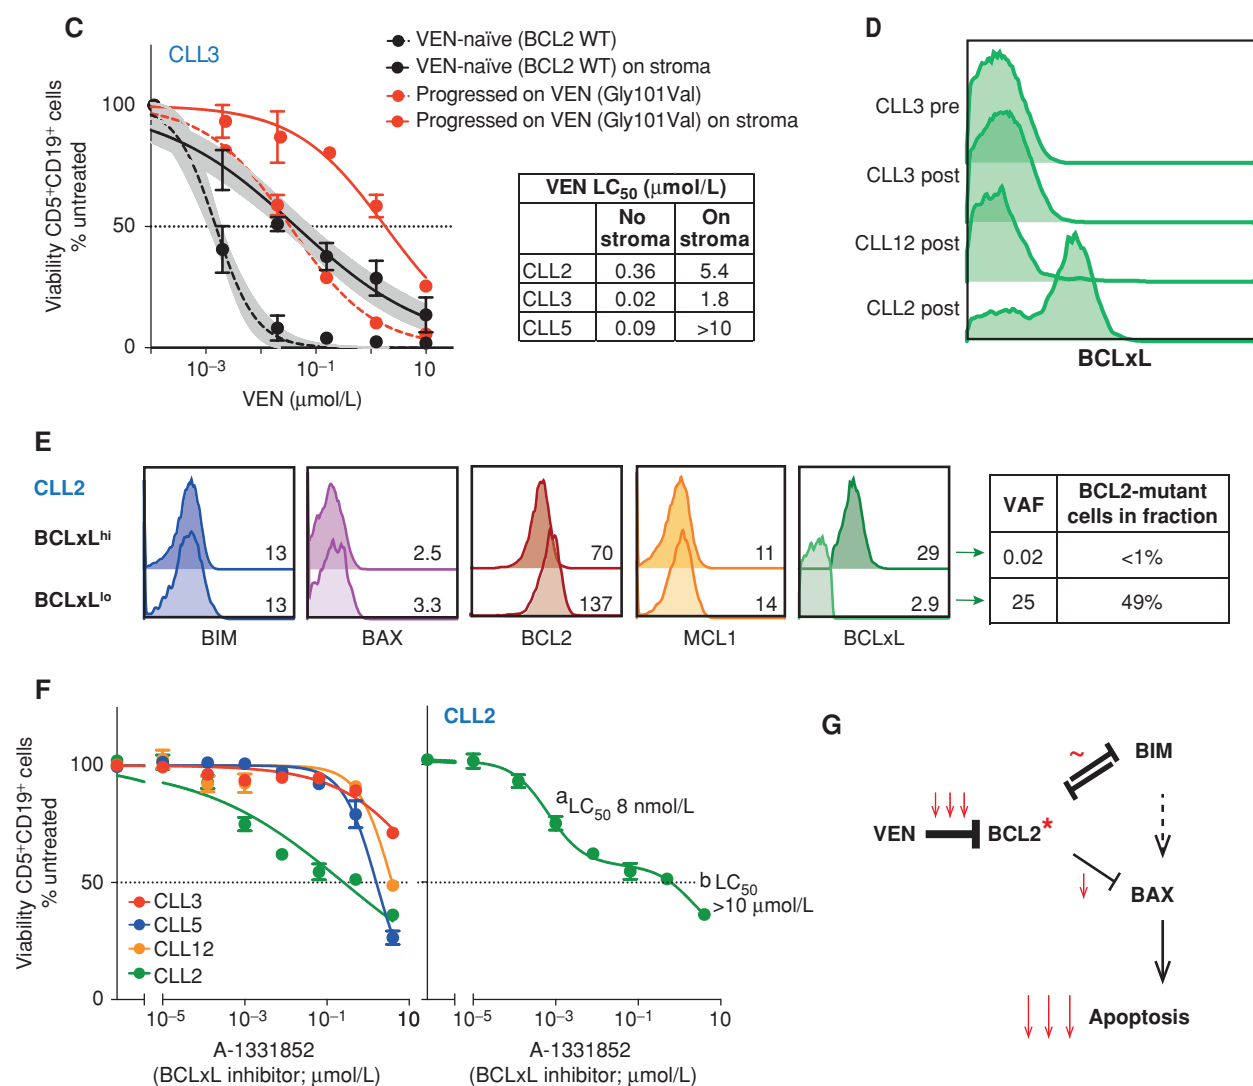 C
CLL3
VEN-naïve (BCL2 WT)
VEN-naïve (BCL2 WT) on stroma
Progressed on VEN (Gly101Val)
Progressed on VEN (Gly101Val) on stroma
Viability CD5⁺CD19⁺ cells
% untreated
100
50
0
10⁻³
10⁻¹
10
VEN (μmol/L)
VEN LC₅₀ (μmol/L)
No stroma
On stroma
CLL2 0.36 5.4
CLL3 0.02 1.8
CLL5 0.09 >10
D
CLL3 pre
CLL3 post
CLL12 post
CLL2 post
BCLxL
E
CLL2
BCLxLʰⁱ
13
2.5
70
11
29
BCLxLˡᵒ
13
3.3
137
14
2.9
BIM
BAX
BCL2
MCL1
BCLxL
VAF
BCL2-mutant
cells in fraction
0.02 <1%
25 49%
F
Viability CD5⁺CD19⁺ cells
% untreated
100
50
0
CLL3
CLL5
CLL12
CLL2
10⁻⁵
10⁻³
10⁻¹
10
A-1331852
(BCLxL inhibitor; μmol/L)
CLL2
a LC₅₀ 8 nmol/L
b LC₅₀
>10 μmol/L
10⁻⁵
10⁻³
10⁻¹
10
A-1331852
(BCLxL inhibitor; μmol/L)
G
~
BIM
VEN
BCL2*
BAX
Apoptosis